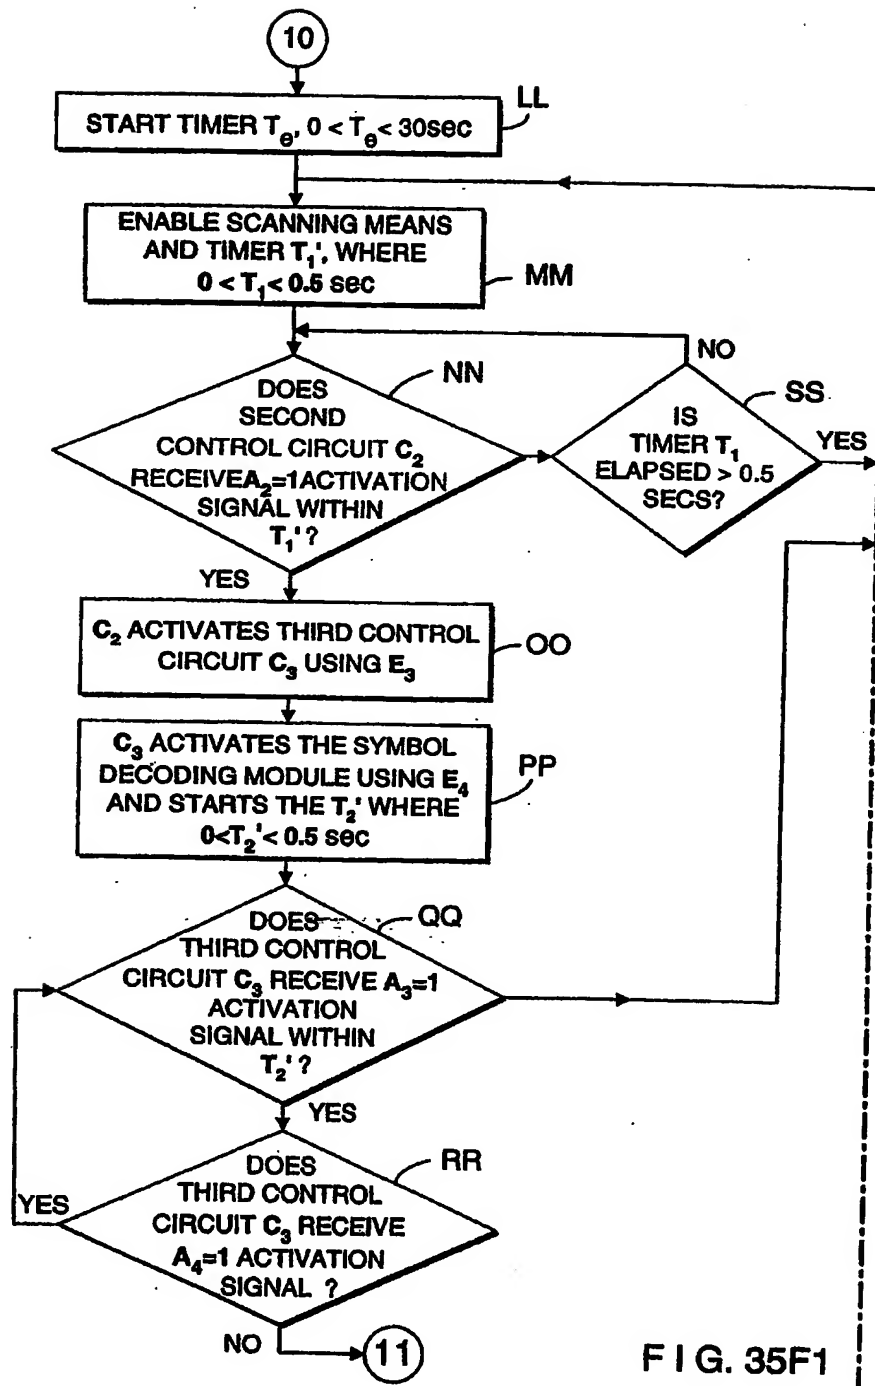 10
LL
START TIMER Tₑ, 0 < Tₑ < 30sec
ENABLE SCANNING MEANS
AND TIMER T₁', WHERE
0 < T₁ < 0.5 sec
MM
NO
NN
DOES
SECOND
CONTROL CIRCUIT C₂
RECEIVEA₂=1ACTIVATION
SIGNAL WITHIN
T₁' ?
SS
IS
TIMER T₁
ELAPSED > 0.5
SECS?
YES
YES
C₂ ACTIVATES THIRD CONTROL
CIRCUIT C₃ USING E₃
OO
C₃ ACTIVATES THE SYMBOL
DECODING MODULE USING E₄
AND STARTS THE T₂' WHERE
0<T₂'< 0.5 sec
PP
DOES
THIRD CONTROL
CIRCUIT C₃ RECEIVE A₃=1
ACTIVATION
SIGNAL WITHIN
T₂' ?
QQ
YES
RR
DOES
THIRD CONTROL
CIRCUIT C₃ RECEIVE
A₄=1 ACTIVATION
SIGNAL ?
YES
NO
11
FIG. 35F1